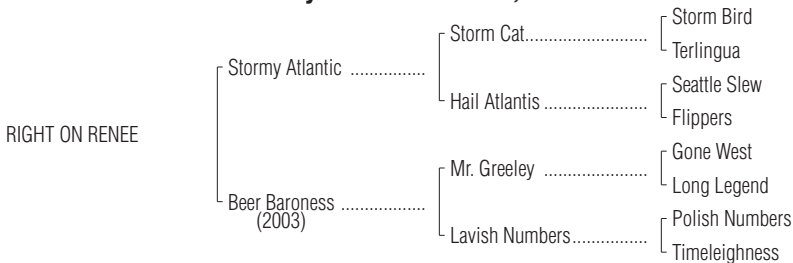 Storm Bird
Storm Cat........................
Terlingua
Stormy Atlantic ................
Seattle Slew
Hail Atlantis .....................
Flippers
RIGHT ON RENEE
Gone West
Mr. Greeley .....................
Long Legend
Beer Baroness ..................
(2003)
Polish Numbers
Lavish Numbers...............
Timeleighness